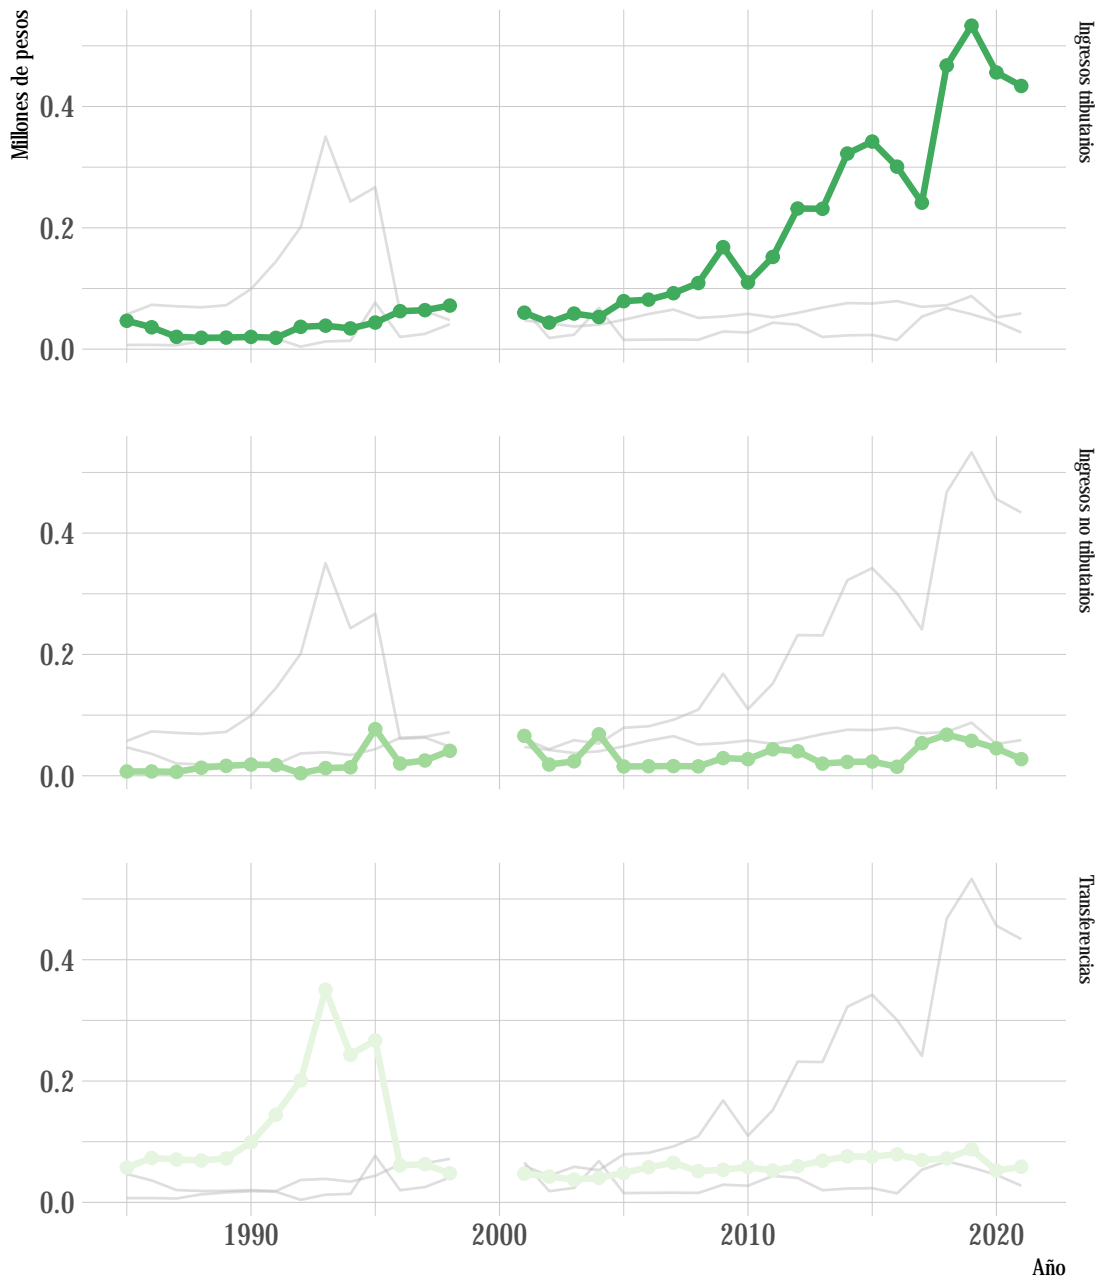 Millones de pesos
Ingresos tributarios
0.4
0.2
0.0
Ingresos no tributarios
0.4
0.2
0.0
Transferencias
0.4
0.2
0.0
1990 2000 2010 2020
Año